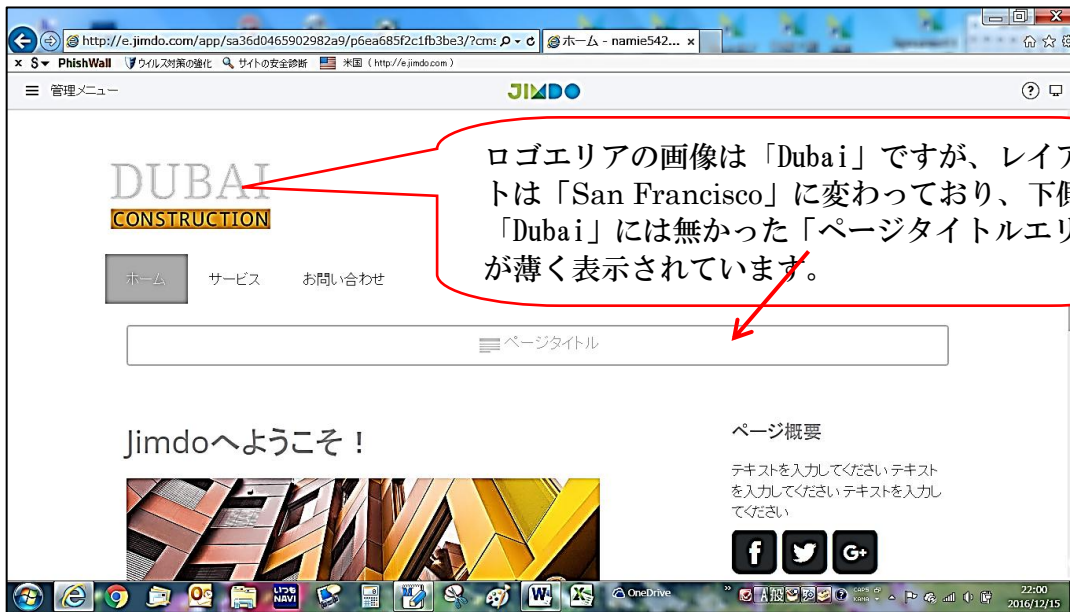 http://e.jimdo.com/app/sa36d0465902982a9/p6ea685f2c1fb3be3/?cms
ホーム - namie542... ×
x S▼ PhishWall ウイルス対策の強化 サイトの安全診断 米国 ( http://e.jimdo.com )
管理メニュー
JIMDO
ロゴエリアの画像は「Dubai」ですが、レイア
トは「San Francisco」に変わっており、下側
「Dubai」には無かった「ページタイトルエリ
が薄く表示されています。
DUBAI
CONSTRUCTION
ホーム サービス お問い合わせ
ページタイトル
Jimdoへようこそ！
ページ概要
テキストを入力してください テキスト
を入力してください テキストを入力し
てください
f G+
いつもNAVI
OneDrive
22:00
2016/12/15